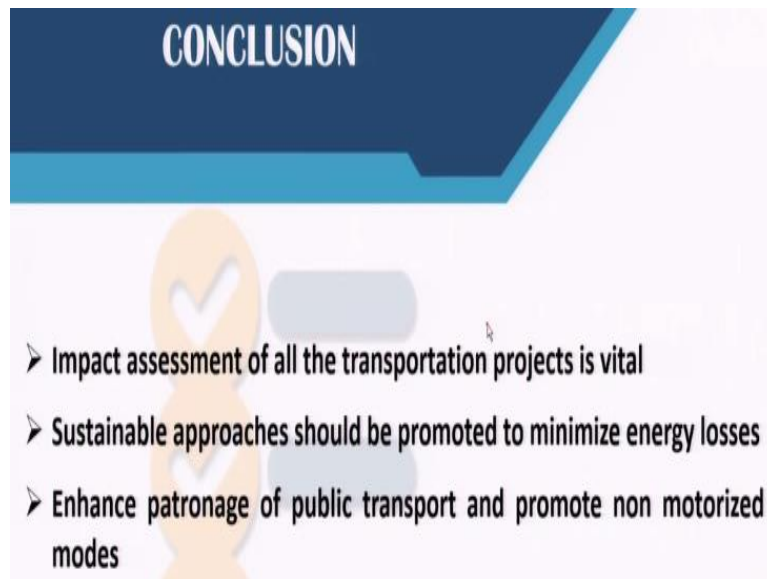 CONCLUSION
➢ Impact assessment of all the transportation projects is vital
➢ Sustainable approaches should be promoted to minimize energy losses
➢ Enhance patronage of public transport and promote non motorized
modes